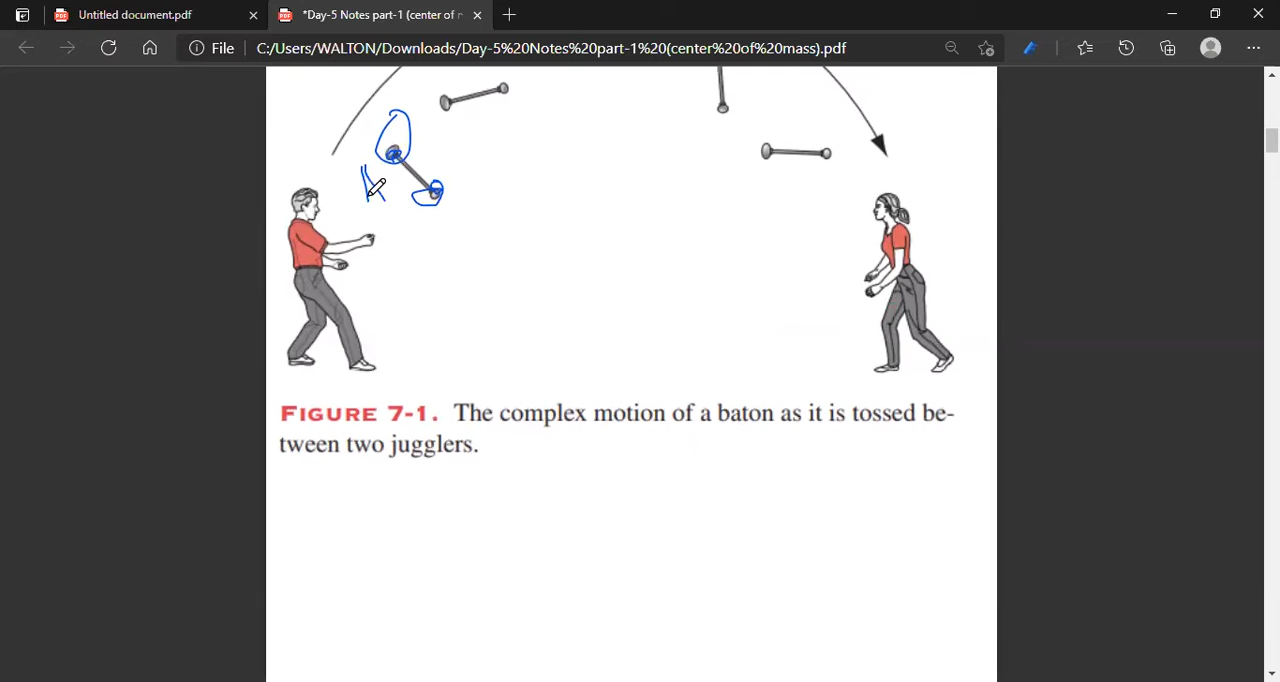 Untitled document.pdf
*Day-5 Notes part-1 (center of r
File
C:/Users/WALTON/Downloads/Day-5%20Notes%20part-1%20(center%20of%20mass).pdf
FIGURE 7-1. The complex motion of a baton as it is tossed be-
tween two jugglers.